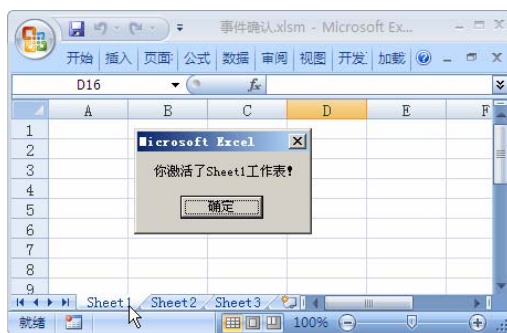 事件确认.xlsm - Microsoft Ex...
开始 插入 页面 公式 数据 审阅 视图 开发 加载
D16 fx
A B C D E F
1
2
3
4
5
6
7
8
9
Microsoft Excel
你激活了Sheet1工作表!
确定
Sheet1 Sheet2 Sheet3
就绪 100%